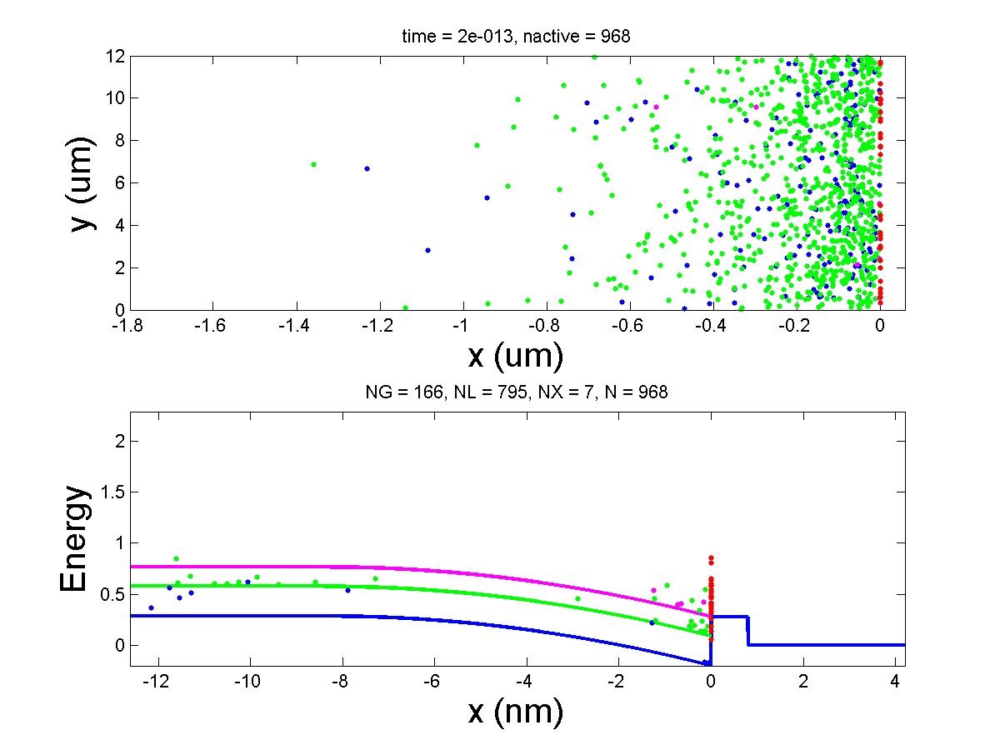 time = 2e-013, nactive = 968
12
10
8
6
4
2
0
y (um)
-1.8 -1.6 -1.4 -1.2 -1 -0.8 -0.6 -0.4 -0.2 0
x (um)
NG = 166, NL = 795, NX = 7, N = 968
2
1.5
1
0.5
0
Energy
-12 -10 -8 -6 -4 -2 0 2 4
x (nm)